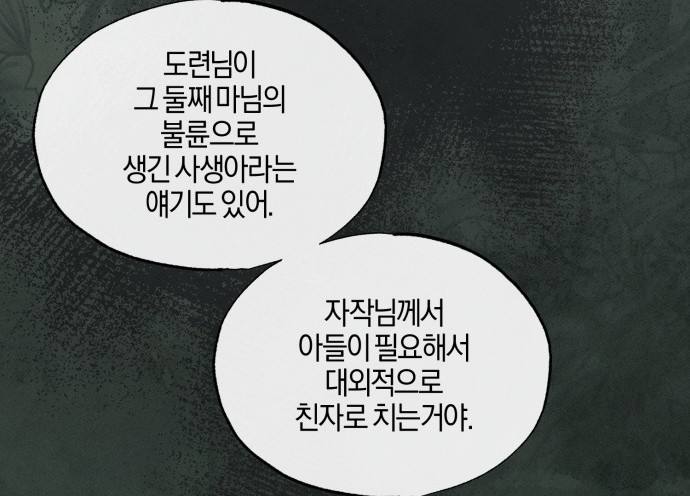 도련님이
그 둘째 마님의
불륜으로
생긴 사생아라는
얘기도 있어.
자작님께서
아들이 필요해서
대외적으로
친자로 치는거야.